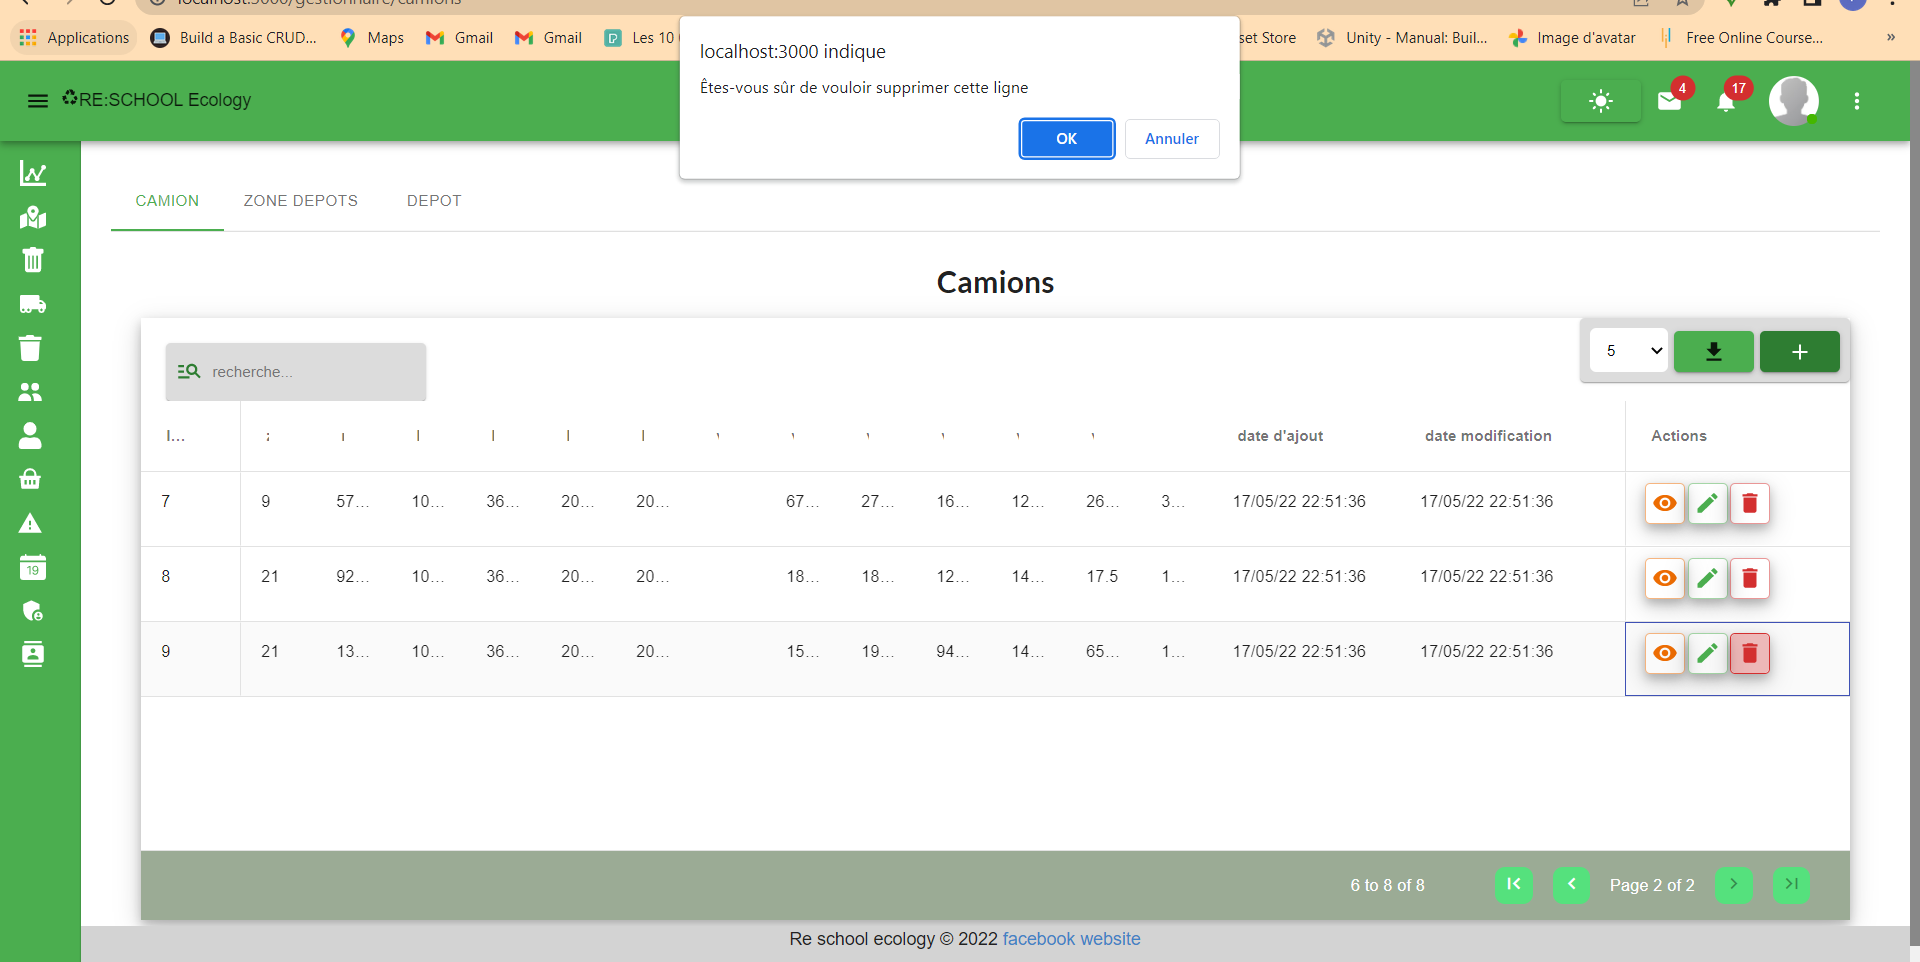 localhost:3000/gestionnaire/camions
Applications Build a Basic CRUD... Maps Gmail Gmail Les 10 set Store Unity - Manual: Buil... Image d'avatar Free Online Course... »
localhost:3000 indique
Êtes-vous sûr de vouloir supprimer cette ligne
OK Annuler
RE:SCHOOL Ecology
4 17
CAMION ZONE DEPOTS DEPOT
19
Camions
recherche...
5
I... date d'ajout date modification Actions
7 9 57... 10... 36... 20... 20... 67... 27... 16... 12... 26... 3... 17/05/22 22:51:36 17/05/22 22:51:36
8 21 92... 10... 36... 20... 20... 18... 18... 12... 14... 17.5 1... 17/05/22 22:51:36 17/05/22 22:51:36
9 21 13... 10... 36... 20... 20... 15... 19... 94... 14... 65... 1... 17/05/22 22:51:36 17/05/22 22:51:36
6 to 8 of 8 Page 2 of 2
Re school ecology © 2022 facebook website